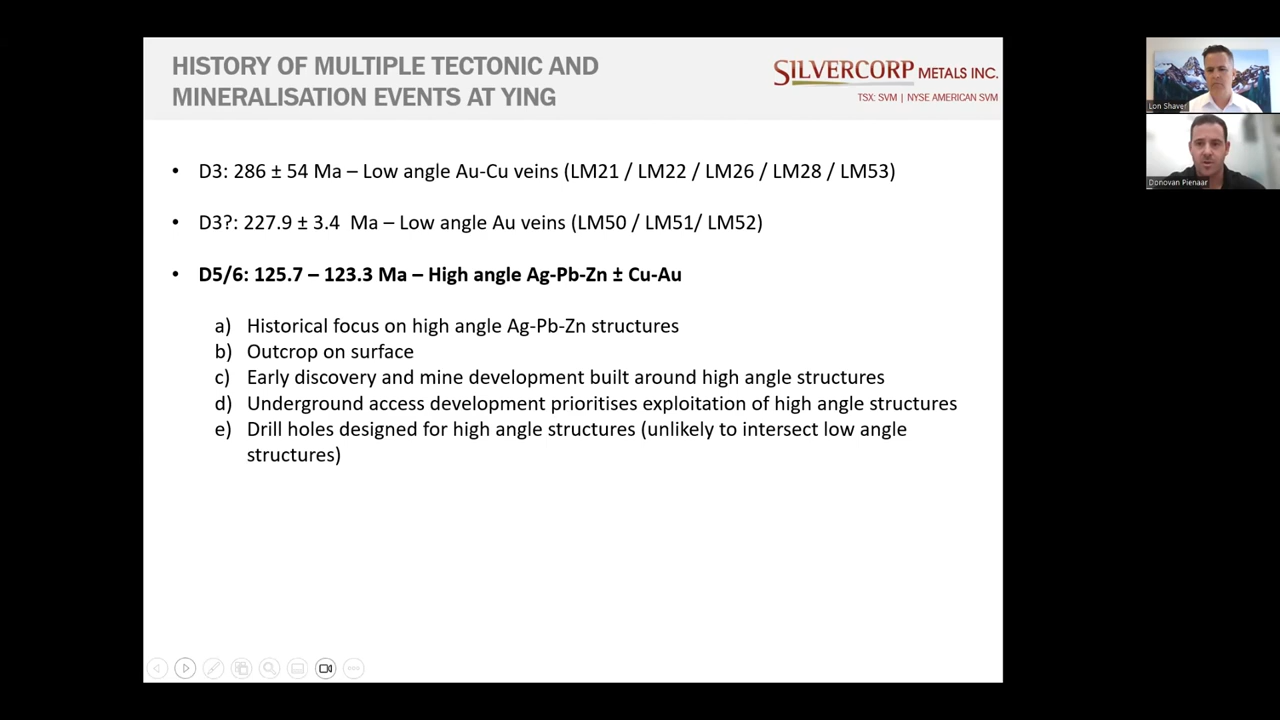 HISTORY OF MULTIPLE TECTONIC AND
MINERALISATION EVENTS AT YING
SILVERCORP METALS INC.
TSX: SVM | NYSE AMERICAN SVM
• D3: 286 ± 54 Ma – Low angle Au-Cu veins (LM21 / LM22 / LM26 / LM28 / LM53)
• D3?: 227.9 ± 3.4 Ma – Low angle Au veins (LM50 / LM51/ LM52)
• D5/6: 125.7 – 123.3 Ma – High angle Ag-Pb-Zn ± Cu-Au
a) Historical focus on high angle Ag-Pb-Zn structures
b) Outcrop on surface
c) Early discovery and mine development built around high angle structures
d) Underground access development prioritises exploitation of high angle structures
e) Drill holes designed for high angle structures (unlikely to intersect low angle
structures)
Lon Shaver
Donovan Pienaar